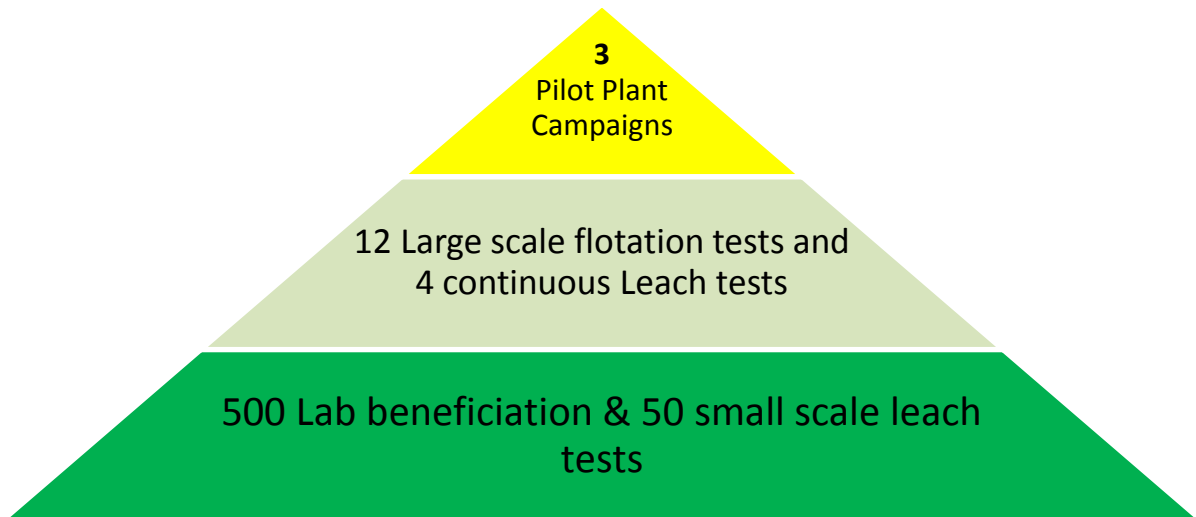 3
Pilot Plant
Campaigns
12 Large scale flotation tests and
4 continuous Leach tests
500 Lab beneficiation & 50 small scale leach
tests